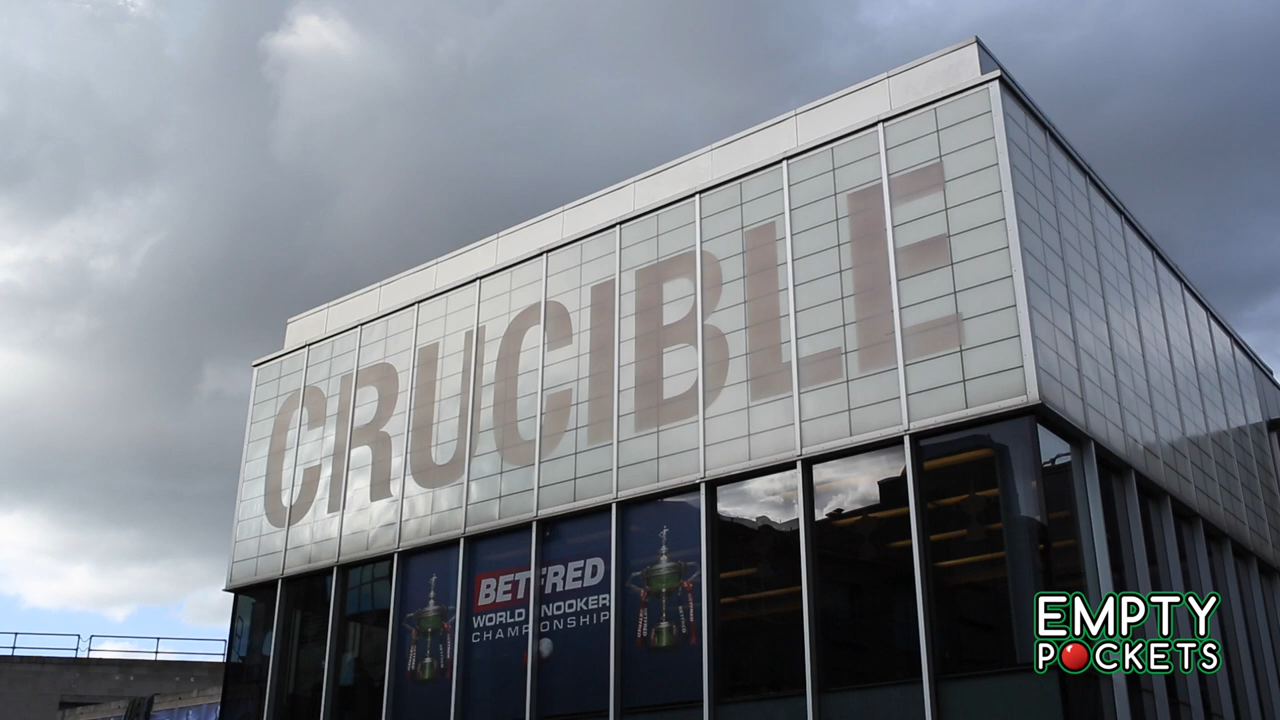 CRUCIBLE
BETFRED
WORLD SNOOKER
CHAMPIONSHIP
EMPTY
POCKETS